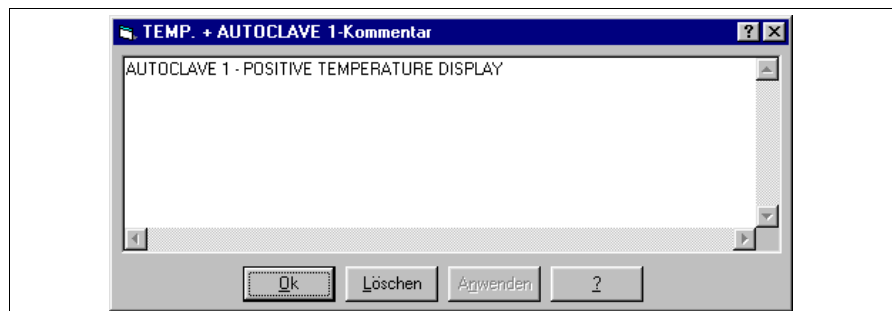 TEMP. + AUTOCLAVE 1-Kommentar
AUTOCLAVE 1 - POSITIVE TEMPERATURE DISPLAY
Ok Löschen Anwenden ?